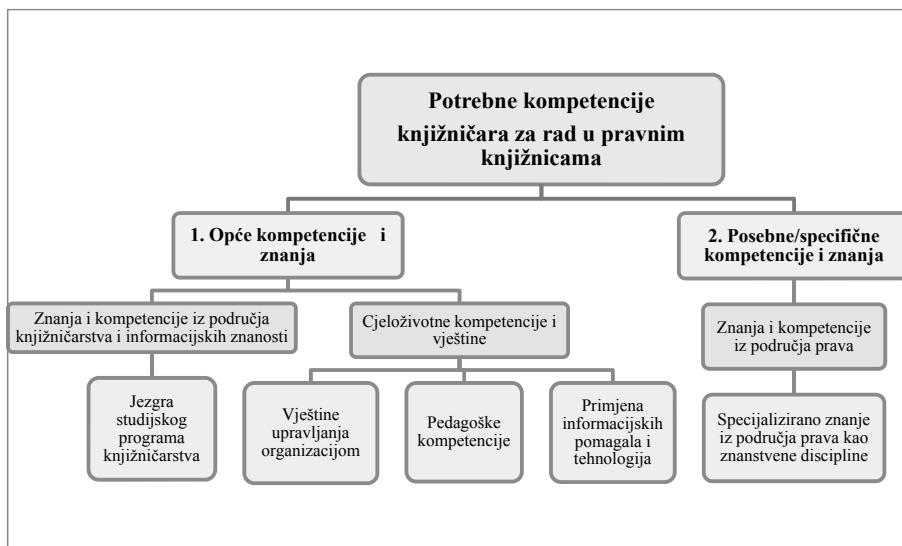 Potrebne kompetencije
knjižničara za rad u pravnim
knjižnicama
1. Opće kompetencije i
znanja
2. Posebne/specifične
kompetencije i znanja
Znanja i kompetencije iz područja
knjižničarstva i informacijskih znanosti
Cjeloživotne kompetencije i
vještine
Znanja i kompetencije
iz područja prava
Jezgra
studijskog
programa
knjižničarstva
Vještine
upravljanja
organizacijom
Pedagoške
kompetencije
Primjena
informacijskih
pomagala i
tehnologija
Specijalizirano znanje
iz područja prava kao
znanstvene discipline